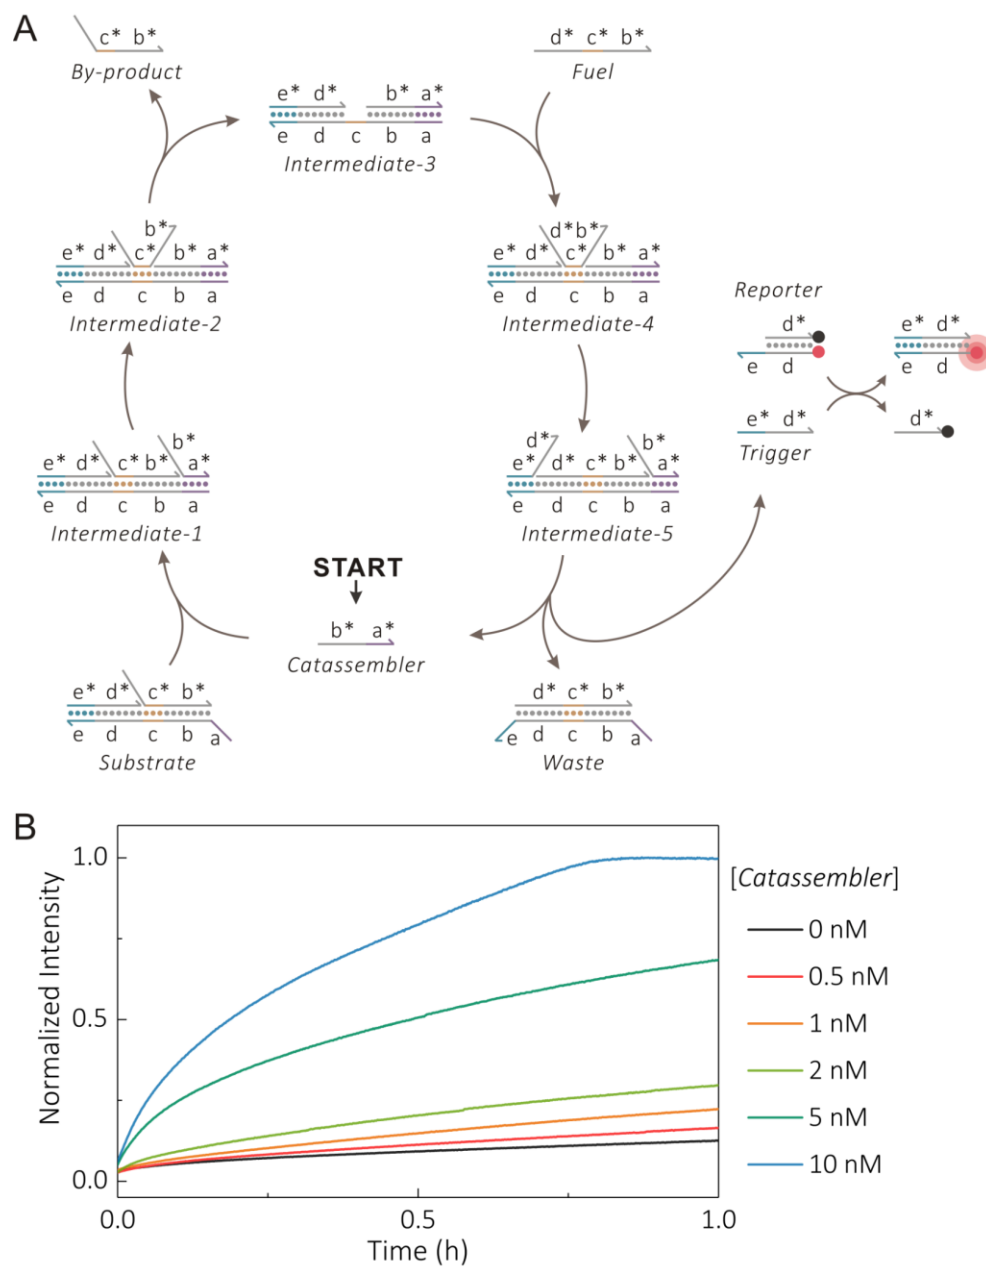 A
c* b*
By-product
d* c* b*
Fuel
e* d* b* a*
e d c b a
Intermediate-3
b*
e* d* c* b* a*
e d c b a
Intermediate-2
d* b*
e* c* b* a*
e d c b a
Intermediate-4
Reporter
d*
e d
e* d*
e d
e* d*
Trigger
d*
b*
e* d* c* b* a*
e d c b a
Intermediate-1
d* b*
e* d* c* b* a*
e d c b a
Intermediate-5
START
b* a*
Catassembler
e* d* c* b*
e d c b a
Substrate
d* c* b*
e d c b a
Waste
B
Normalized Intensity
1.0
0.5
0.0
0.0 0.5 1.0
Time (h)
[Catassembler]
0 nM
0.5 nM
1 nM
2 nM
5 nM
10 nM